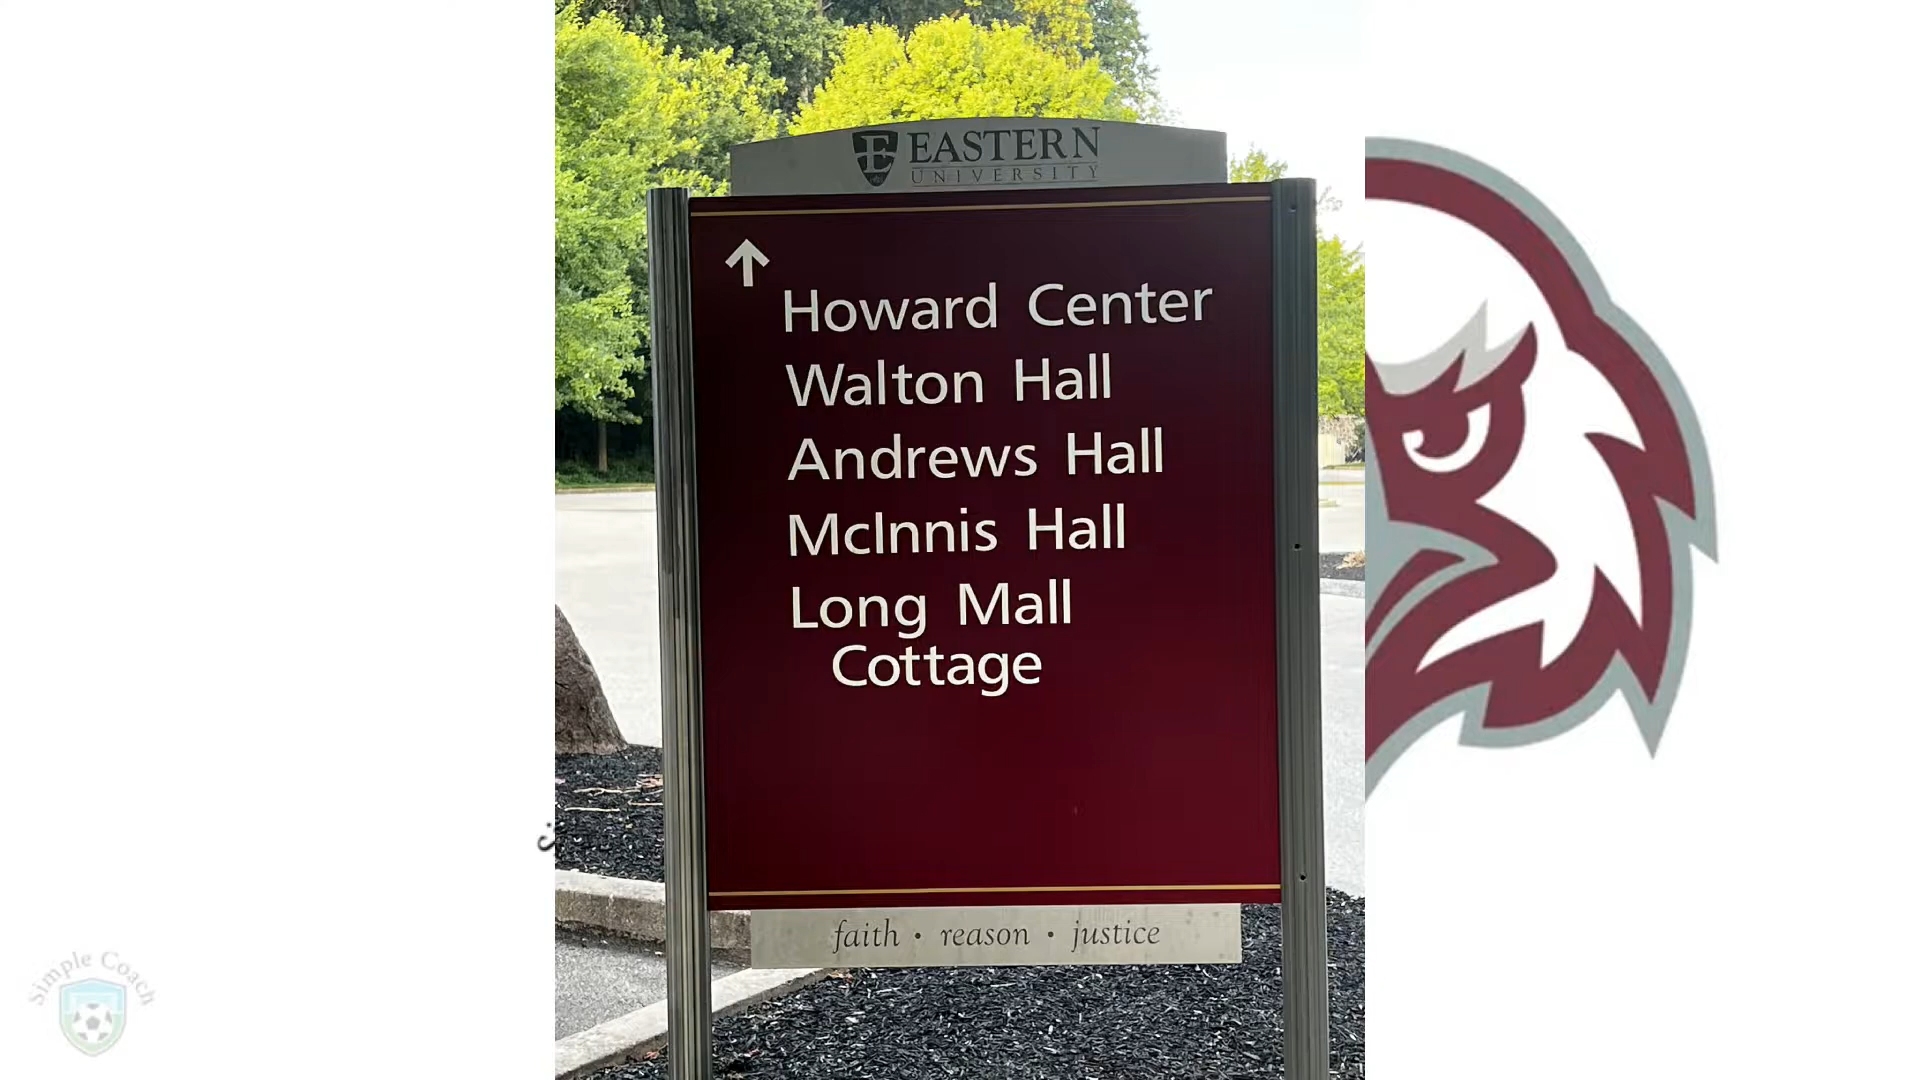 EASTERN
UNIVERSITY
Howard Center
Walton Hall
Andrews Hall
McInnis Hall
Long Mall
Cottage
faith • reason • justice
Simple Coach